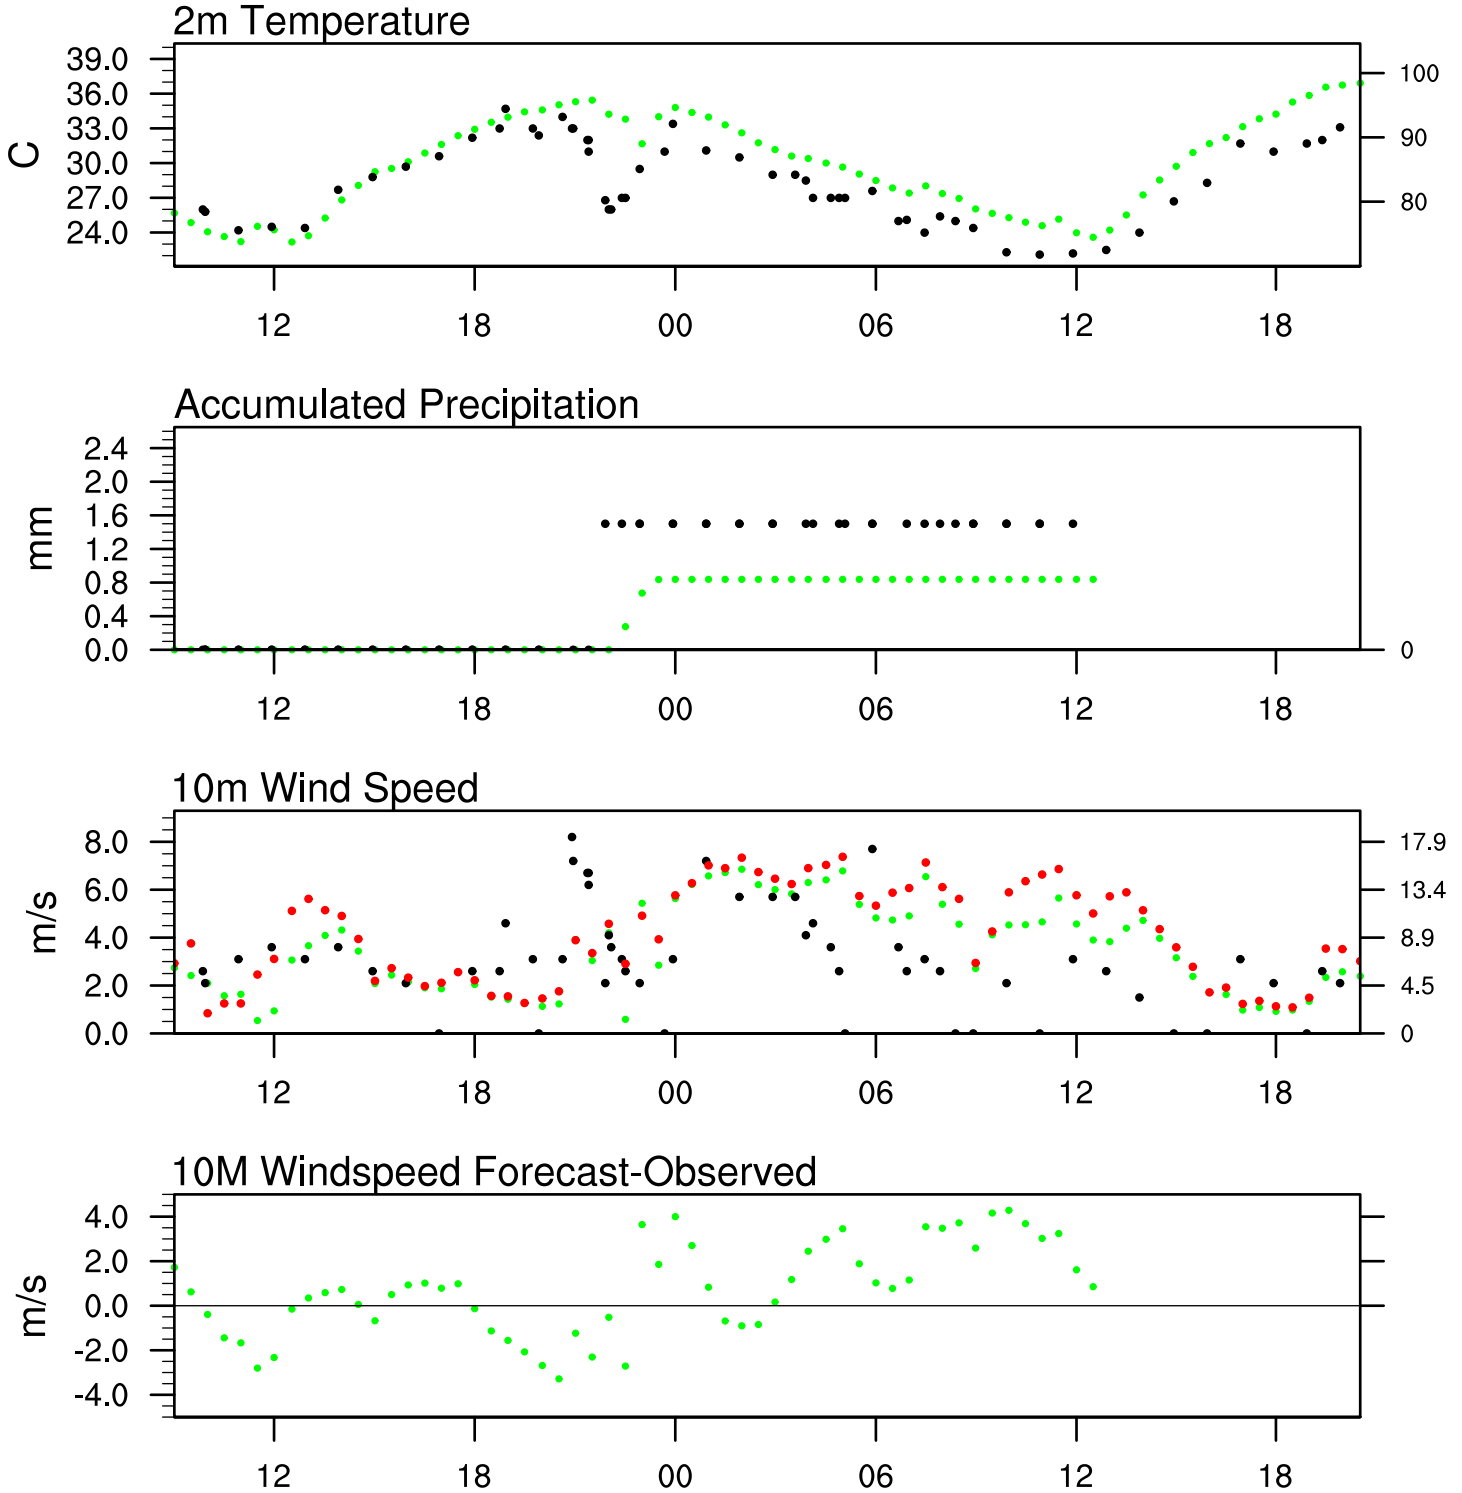 2m Temperature
39.0
36.0
33.0
30.0
27.0
24.0
C
100
90
80
12 18 00 06 12 18
Accumulated Precipitation
2.4
2.0
1.6
1.2
0.8
0.4
0.0
mm
0
12 18 00 06 12 18
10m Wind Speed
8.0
6.0
4.0
2.0
0.0
m/s
17.9
13.4
8.9
4.5
0
12 18 00 06 12 18
10M Windspeed Forecast-Observed
4.0
2.0
0.0
-2.0
-4.0
m/s
12 18 00 06 12 18